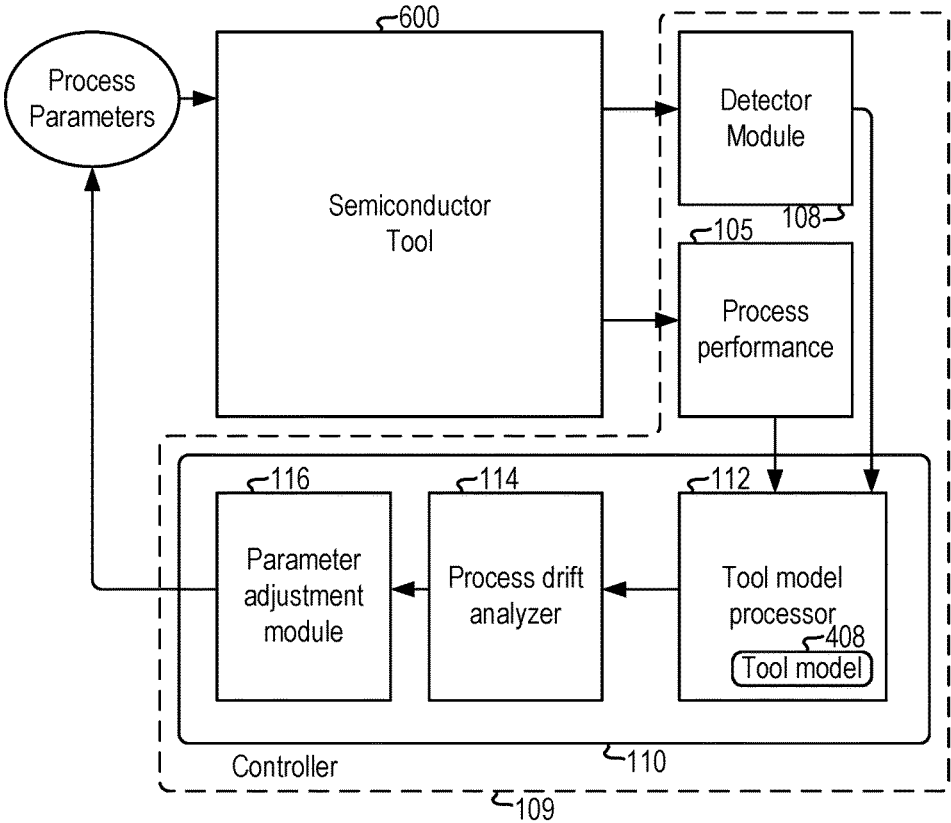 600
Process
Parameters
Semiconductor
Tool
Detector
Module
108
105
Process
performance
116
Parameter
adjustment
module
114
Process drift
analyzer
112
Tool model
processor
408
Tool model
110
Controller
109